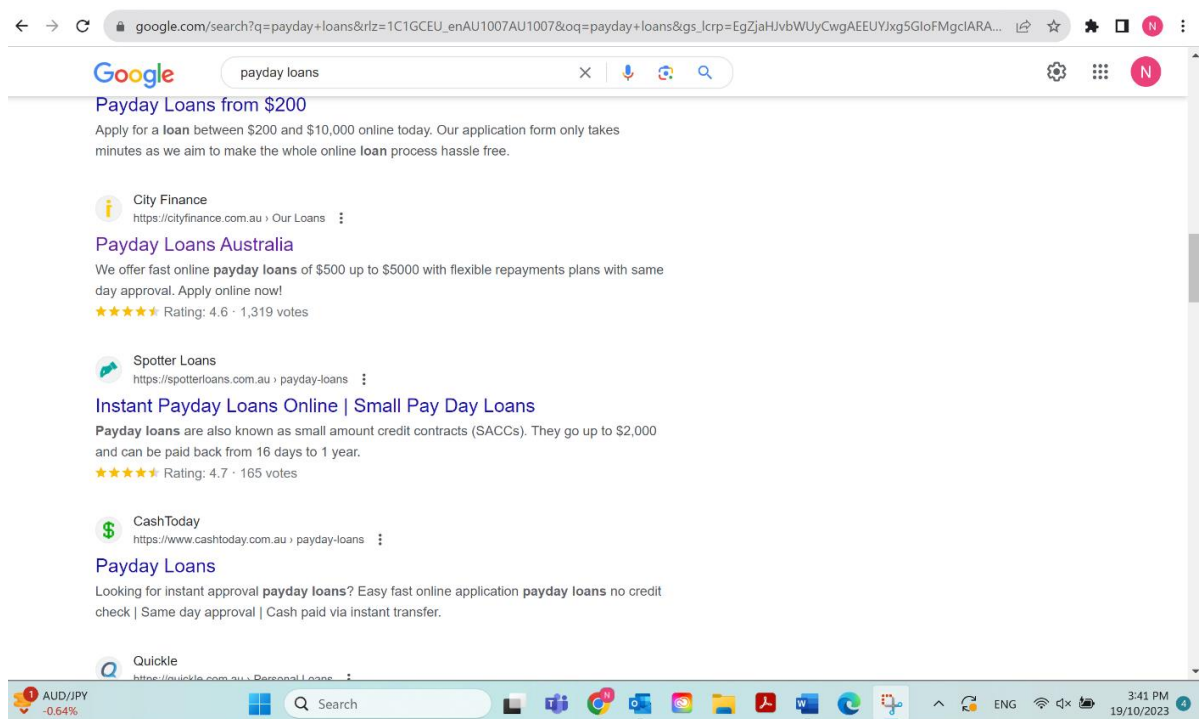 google.com/search?q=payday+loans&rlz=1C1GCEU_enAU1007AU1007&oq=payday+loans&gs_lcrp=EgZjaHJvbWUyCwgAEEUYJxg5GIoFMgcIARA...
N
Google
payday loans
N
Payday Loans from $200
Apply for a loan between $200 and $10,000 online today. Our application form only takes
minutes as we aim to make the whole online loan process hassle free.
City Finance
https://cityfinance.com.au › Our Loans
Payday Loans Australia
We offer fast online payday loans of $500 up to $5000 with flexible repayments plans with same
day approval. Apply online now!
Rating: 4.6 · 1,319 votes
Spotter Loans
https://spotterloans.com.au › payday-loans
Instant Payday Loans Online | Small Pay Day Loans
Payday loans are also known as small amount credit contracts (SACCs). They go up to $2,000
and can be paid back from 16 days to 1 year.
Rating: 4.7 · 165 votes
$
CashToday
https://www.cashtoday.com.au › payday-loans
Payday Loans
Looking for instant approval payday loans? Easy fast online application payday loans no credit
check | Same day approval | Cash paid via instant transfer.
Quickle
https://quickle.com.au › Personal Loans
1
AUD/JPY
-0.64%
Search
N
ENG
3:41 PM
19/10/2023
4